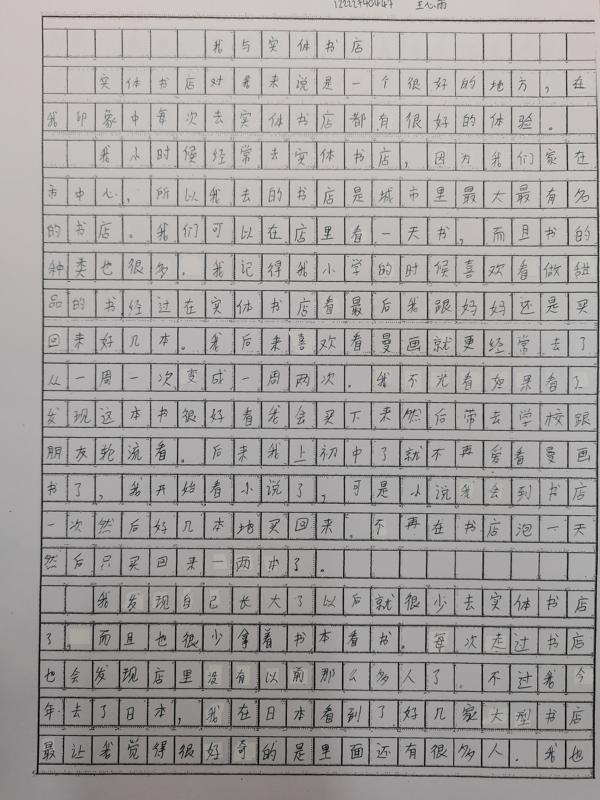 我与实体书店
实体书店对我来说是一个很好的地方，在
我印象中每次去实体书店都有很好的体验。
我小时候经常去实体书店，因为我们家在
市中心，所以我去的书店是城市里最大最有名
的书店。我们可以在店里看一天书，而且书的
种类也很多。我记得我小学的时候喜欢看做甜
品的书经过在实体书店看最后我跟妈妈还是买
回来好几本。我后来喜欢看曼画就更经常去了
从一周一次变成一周两次。我不光看如果看了
发现这本书很好看我会买下来然后带去学校跟
朋友轮流看。后来我上初中了就不再爱看曼画
书了，我开始看小说了，可是小说我会到书店
一次然后好几本地买回来。不再在书店泡一天
然后只买回来一两本了。
我发现自己长大了以后就很少去实体书店
了，而且也很少拿着书本看书。每次走过书店
也会发现店里没有以前那么多人了。不过我今
年去了日本，我在日本看到了好几家大型书店
最让我觉得很好奇的是里面还有很多人.我也